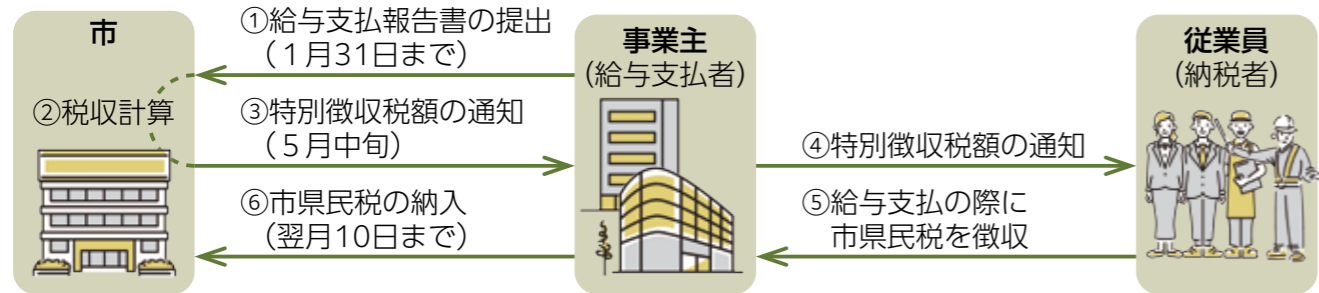 市
②税収計算
①給与支払報告書の提出
（１月31日まで）
③特別徴収税額の通知
（５月中旬）
⑥市県民税の納入
（翌月10日まで）
事業主
（給与支払者）
④特別徴収税額の通知
⑤給与支払の際に
市県民税を徴収
従業員
（納税者）